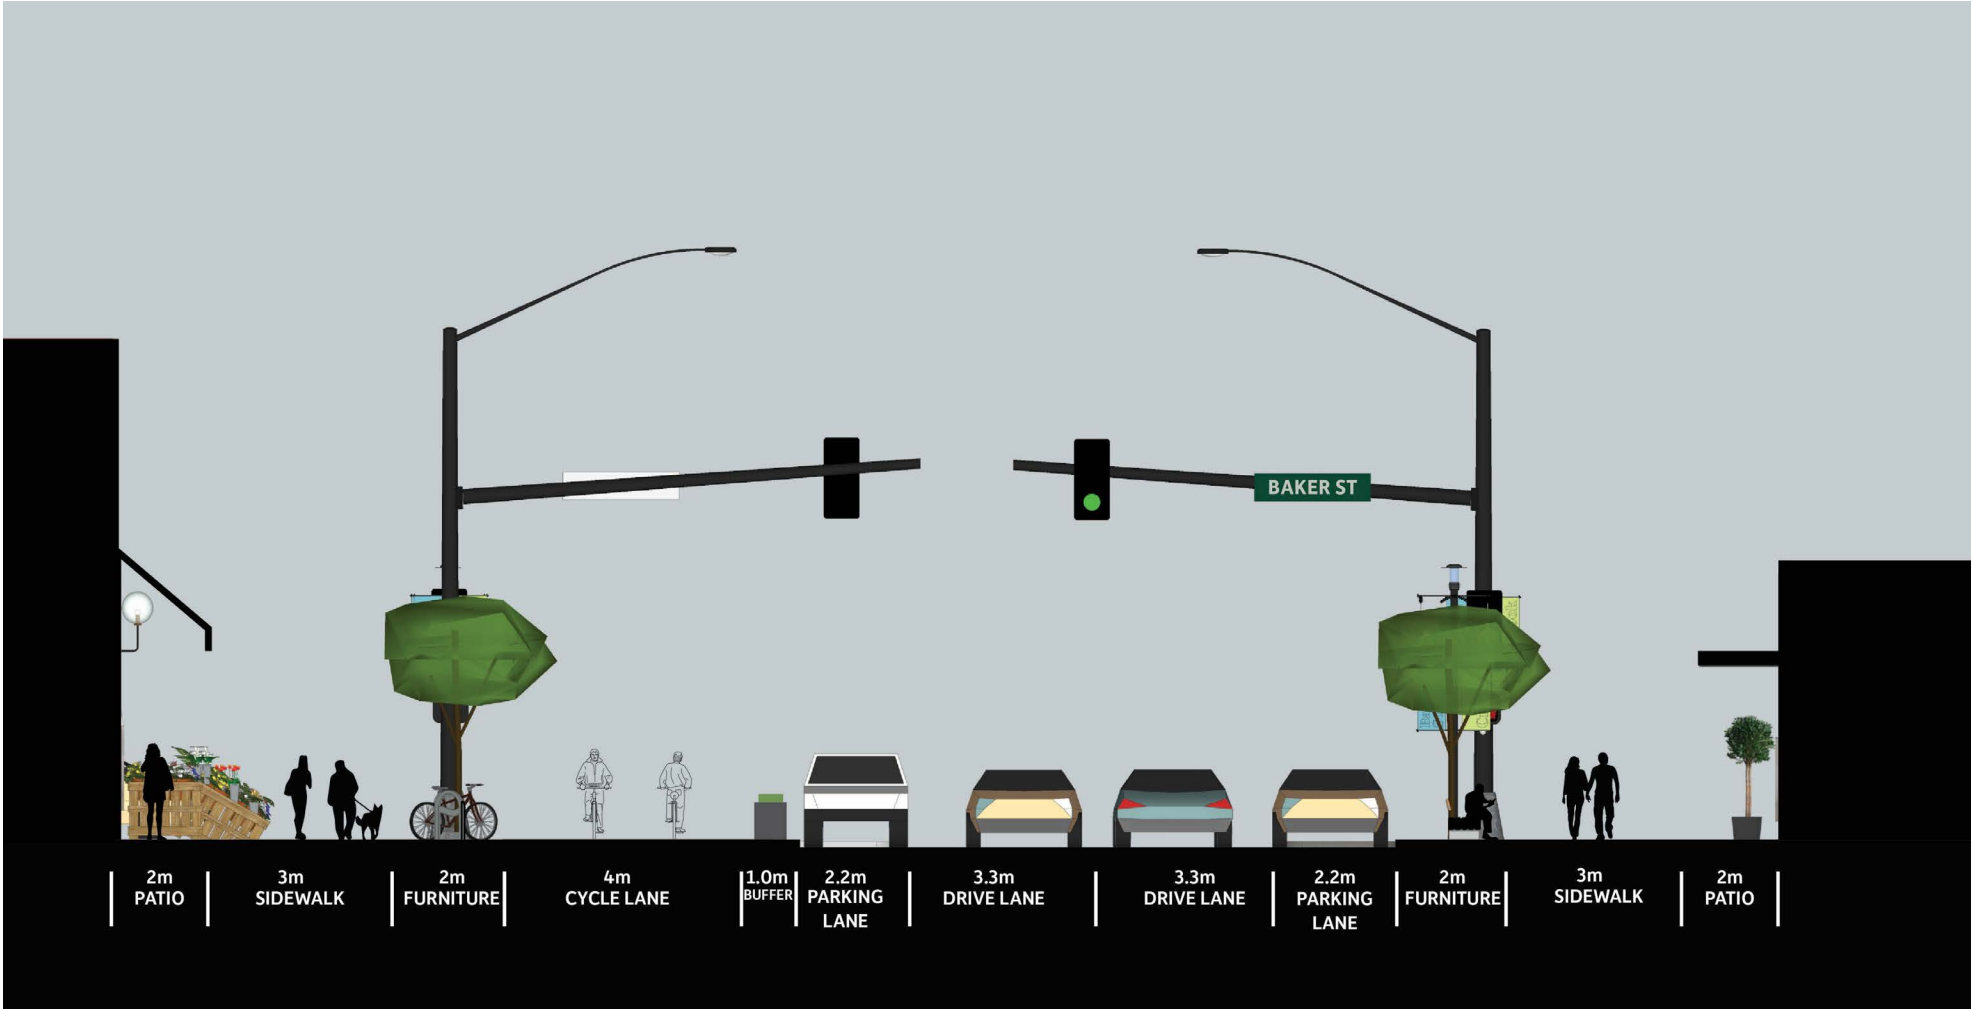 BAKER ST
2m
PATIO
3m
SIDEWALK
2m
FURNITURE
4m
CYCLE LANE
1.0m
BUFFER
2.2m
PARKING
LANE
3.3m
DRIVE LANE
3.3m
DRIVE LANE
2.2m
PARKING
LANE
2m
FURNITURE
3m
SIDEWALK
2m
PATIO